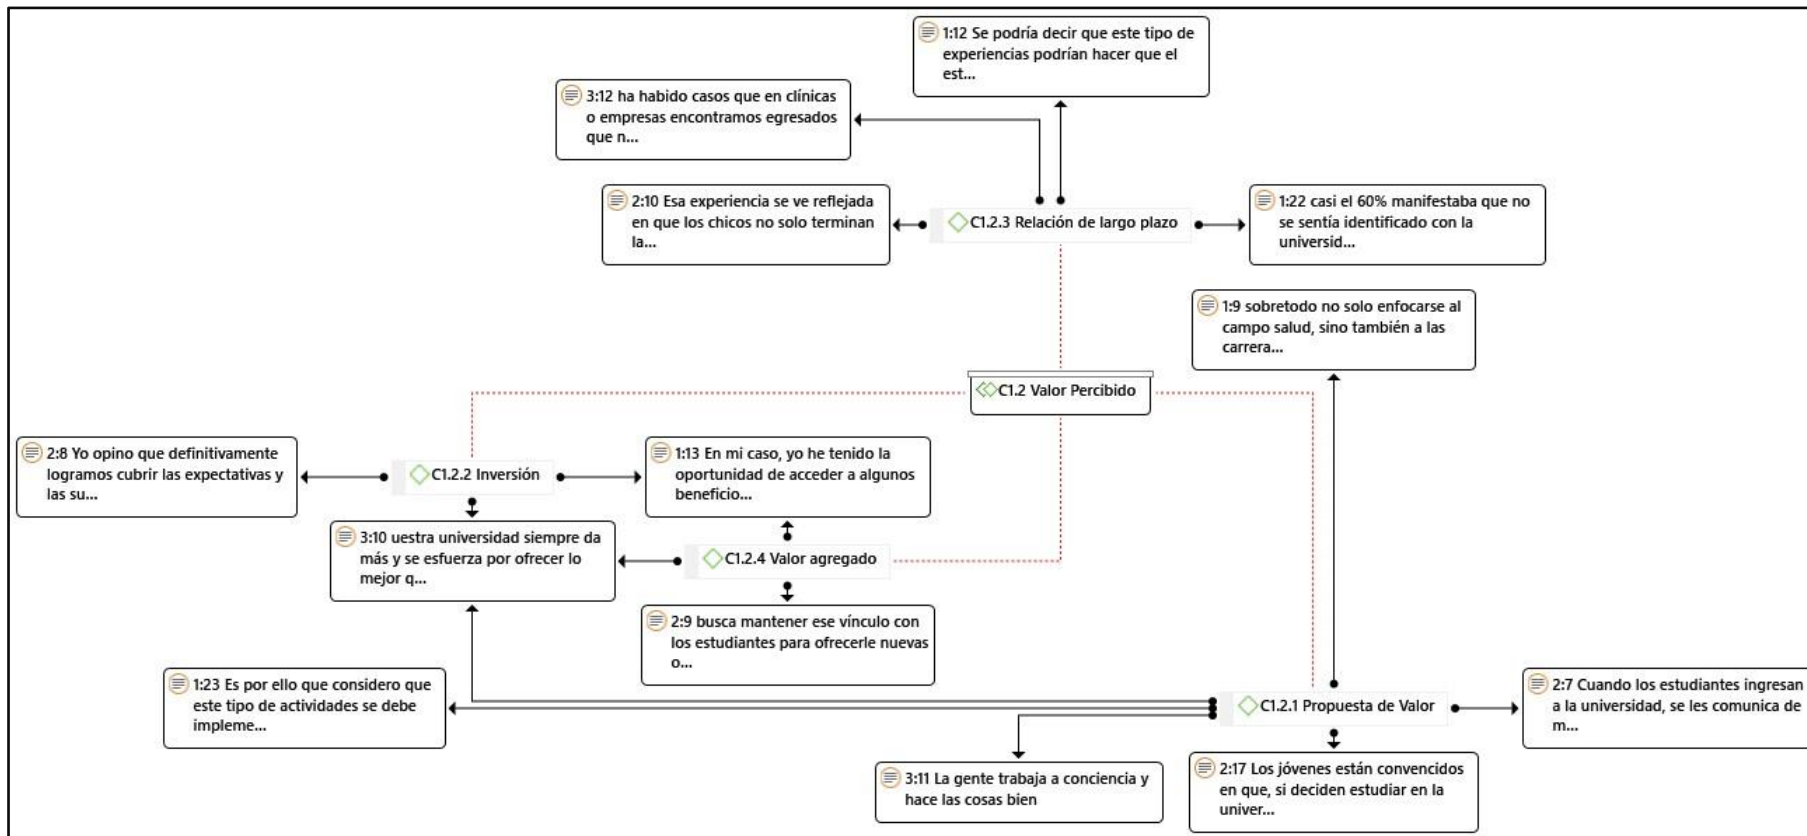 1:12 Se podría decir que este tipo de
experiencias podrían hacer que el
est...
3:12 ha habido casos que en clínicas
o empresas encontramos egresados
que n...
2:10 Esa experiencia se ve reflejada
en que los chicos no solo terminan
la...
C1.2.3 Relación de largo plazo
1:22 casi el 60% manifestaba que no
se sentía identificado con la
universid...
1:9 sobretodo no solo enfocarse al
campo salud, sino también a las
carrera...
C1.2 Valor Percibido
2:8 Yo opino que definitivamente
logramos cubrir las expectativas y
las su...
C1.2.2 Inversión
1:13 En mi caso, yo he tenido la
oportunidad de acceder a algunos
beneficio...
3:10 uestra universidad siempre da
más y se esfuerza por ofrecer lo
mejor q...
C1.2.4 Valor agregado
2:9 busca mantener ese vínculo con
los estudiantes para ofrecerle nuevas
o...
1:23 Es por ello que considero que
este tipo de actividades se debe
impleme...
C1.2.1 Propuesta de Valor
2:7 Cuando los estudiantes ingresan
a la universidad, se les comunica de
m...
3:11 La gente trabaja a conciencia y
hace las cosas bien
2:17 Los jóvenes están convencidos
en que, si deciden estudiar en la
univer...